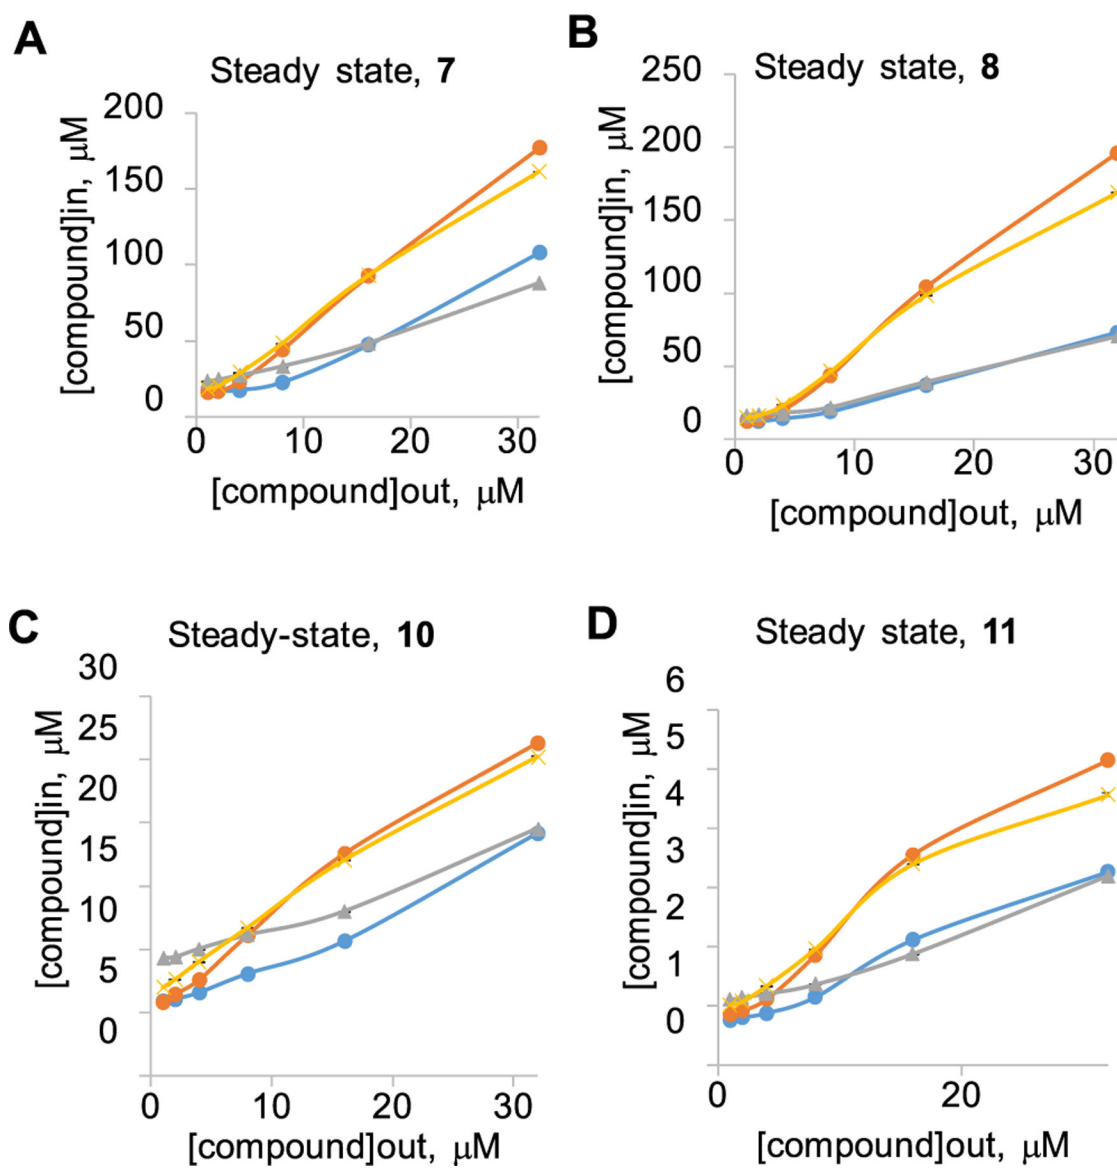 A
Steady state, 7
200
150
100
50
0
[compound]in, μM
0 10 20 30
[compound]out, μM
B
Steady state, 8
250
200
150
100
50
0
[compound]in, μM
0 10 20 30
[compound]out, μM
C
Steady-state, 10
30
25
20
15
10
5
0
[compound]in, μM
0 10 20 30
[compound]out, μM
D
Steady state, 11
6
5
4
3
2
1
0
[compound]in, μM
0 20
[compound]out, μM